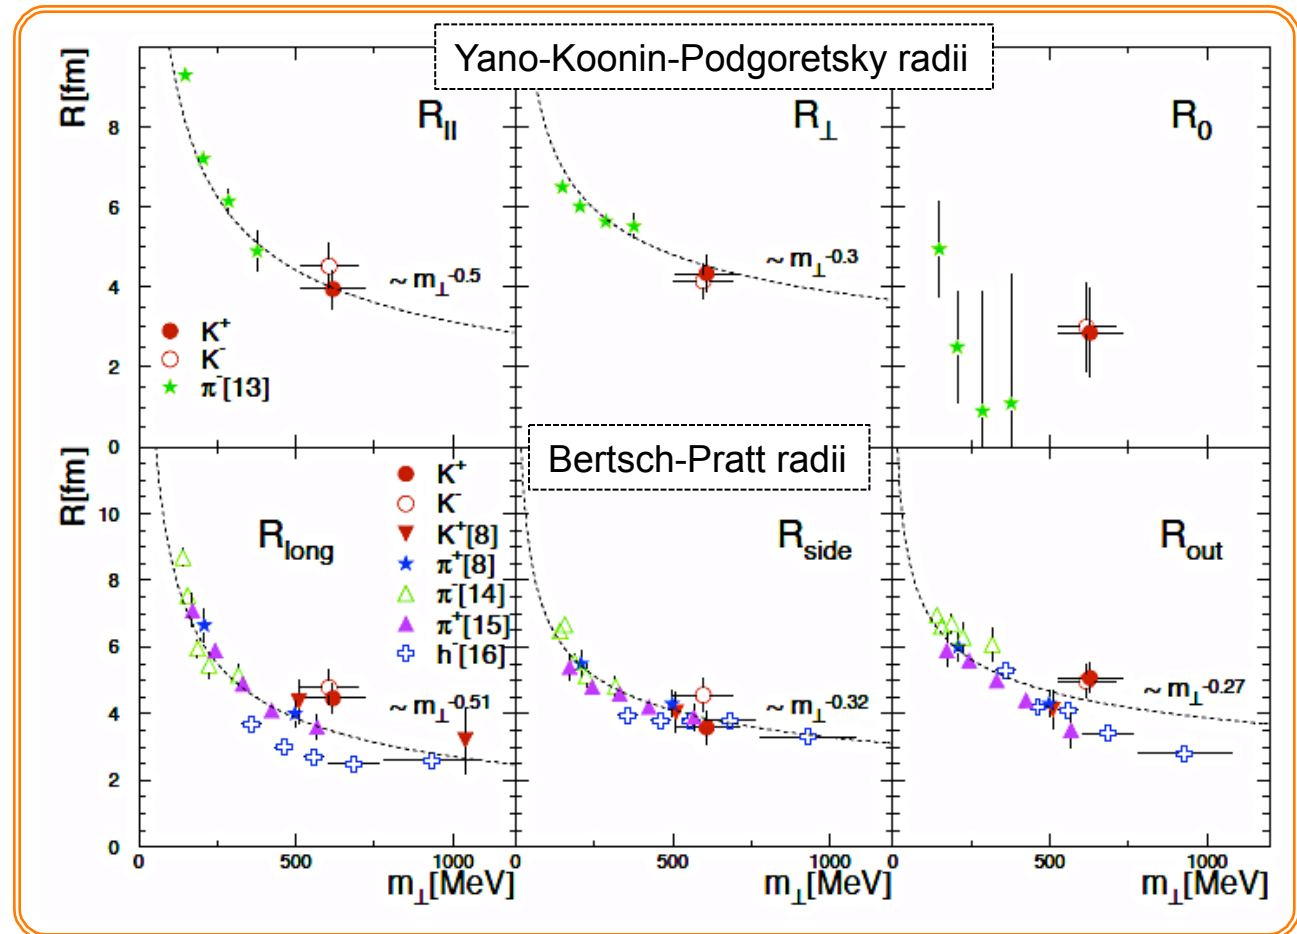 Yano-Koonin-Podgoretsky radii
R[fm]
8
6
4
2
0
R||
R⊥
R0
~ m⊥^-0.5
~ m⊥^-0.3
K+
K-
π-[13]
Bertsch-Pratt radii
R[fm]
10
8
6
4
2
0
Rlong
Rside
Rout
K+
K-
K+[8]
π+[8]
π-[14]
π+[15]
h-[16]
~ m⊥^-0.51
~ m⊥^-0.32
~ m⊥^-0.27
0 500 1000 0 500 1000 0 500 1000
m⊥[MeV] m⊥[MeV] m⊥[MeV]